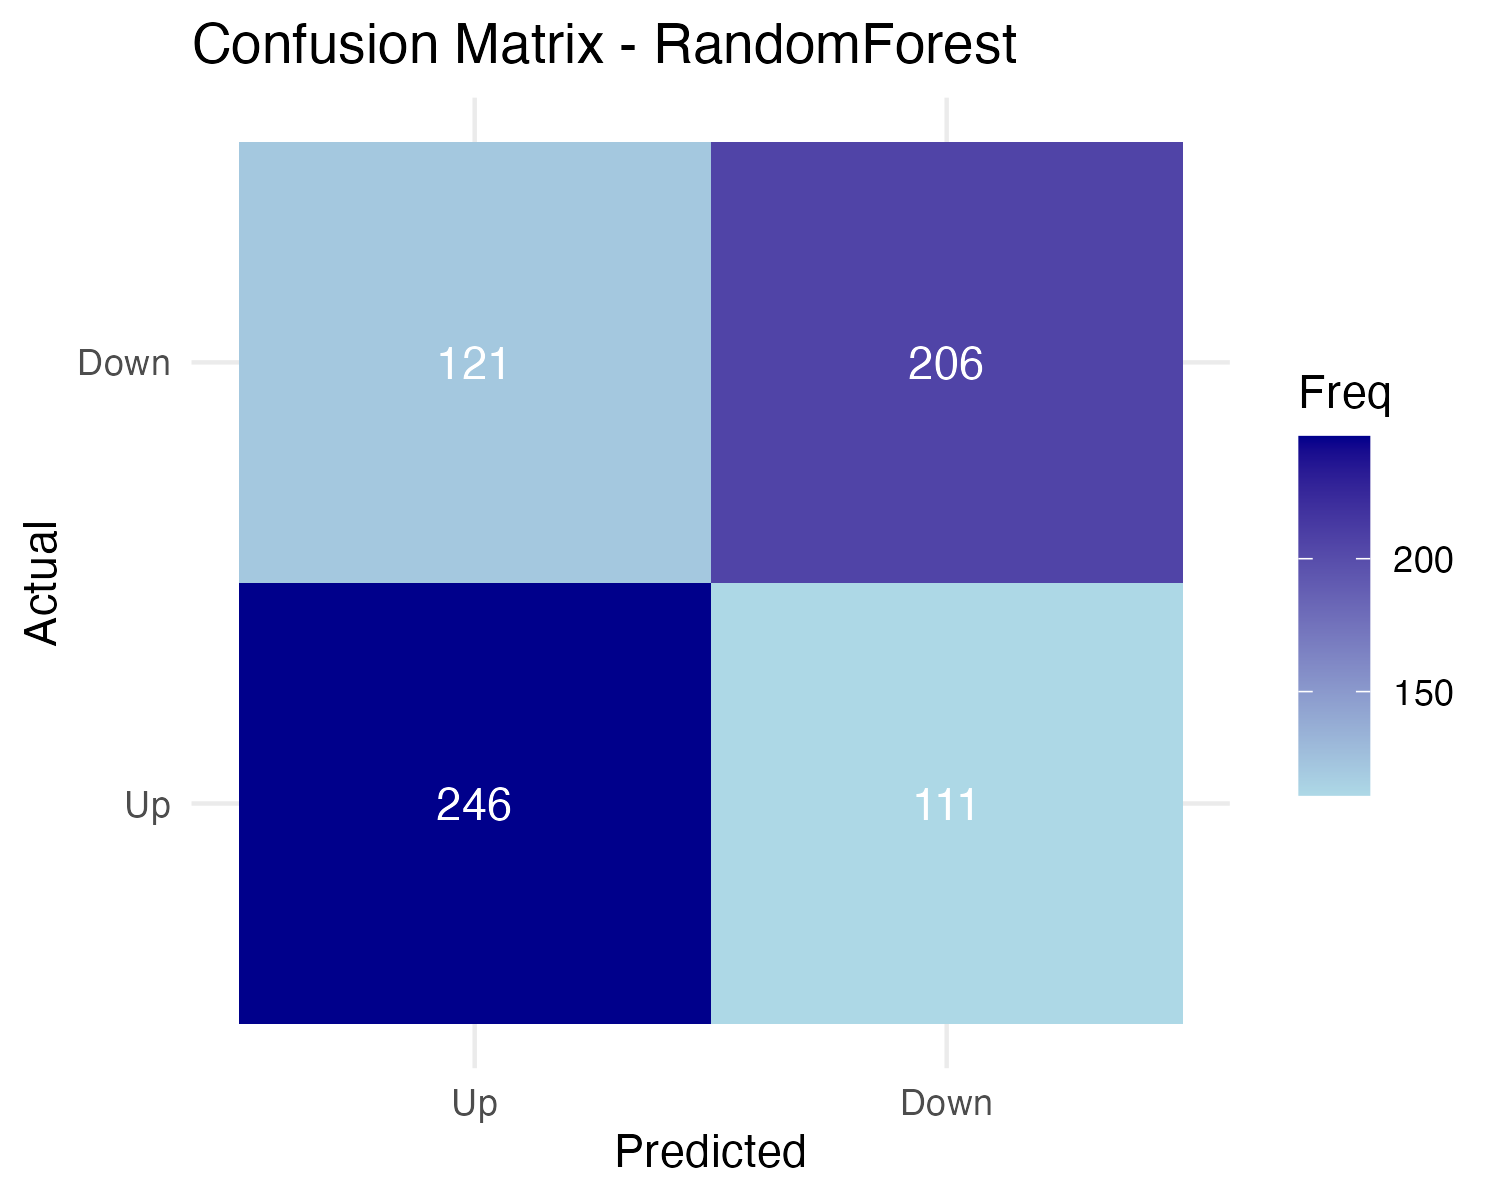 Confusion Matrix - RandomForest
Actual
Down
121
206
Up
246
111
Up
Down
Predicted
Freq
200
150